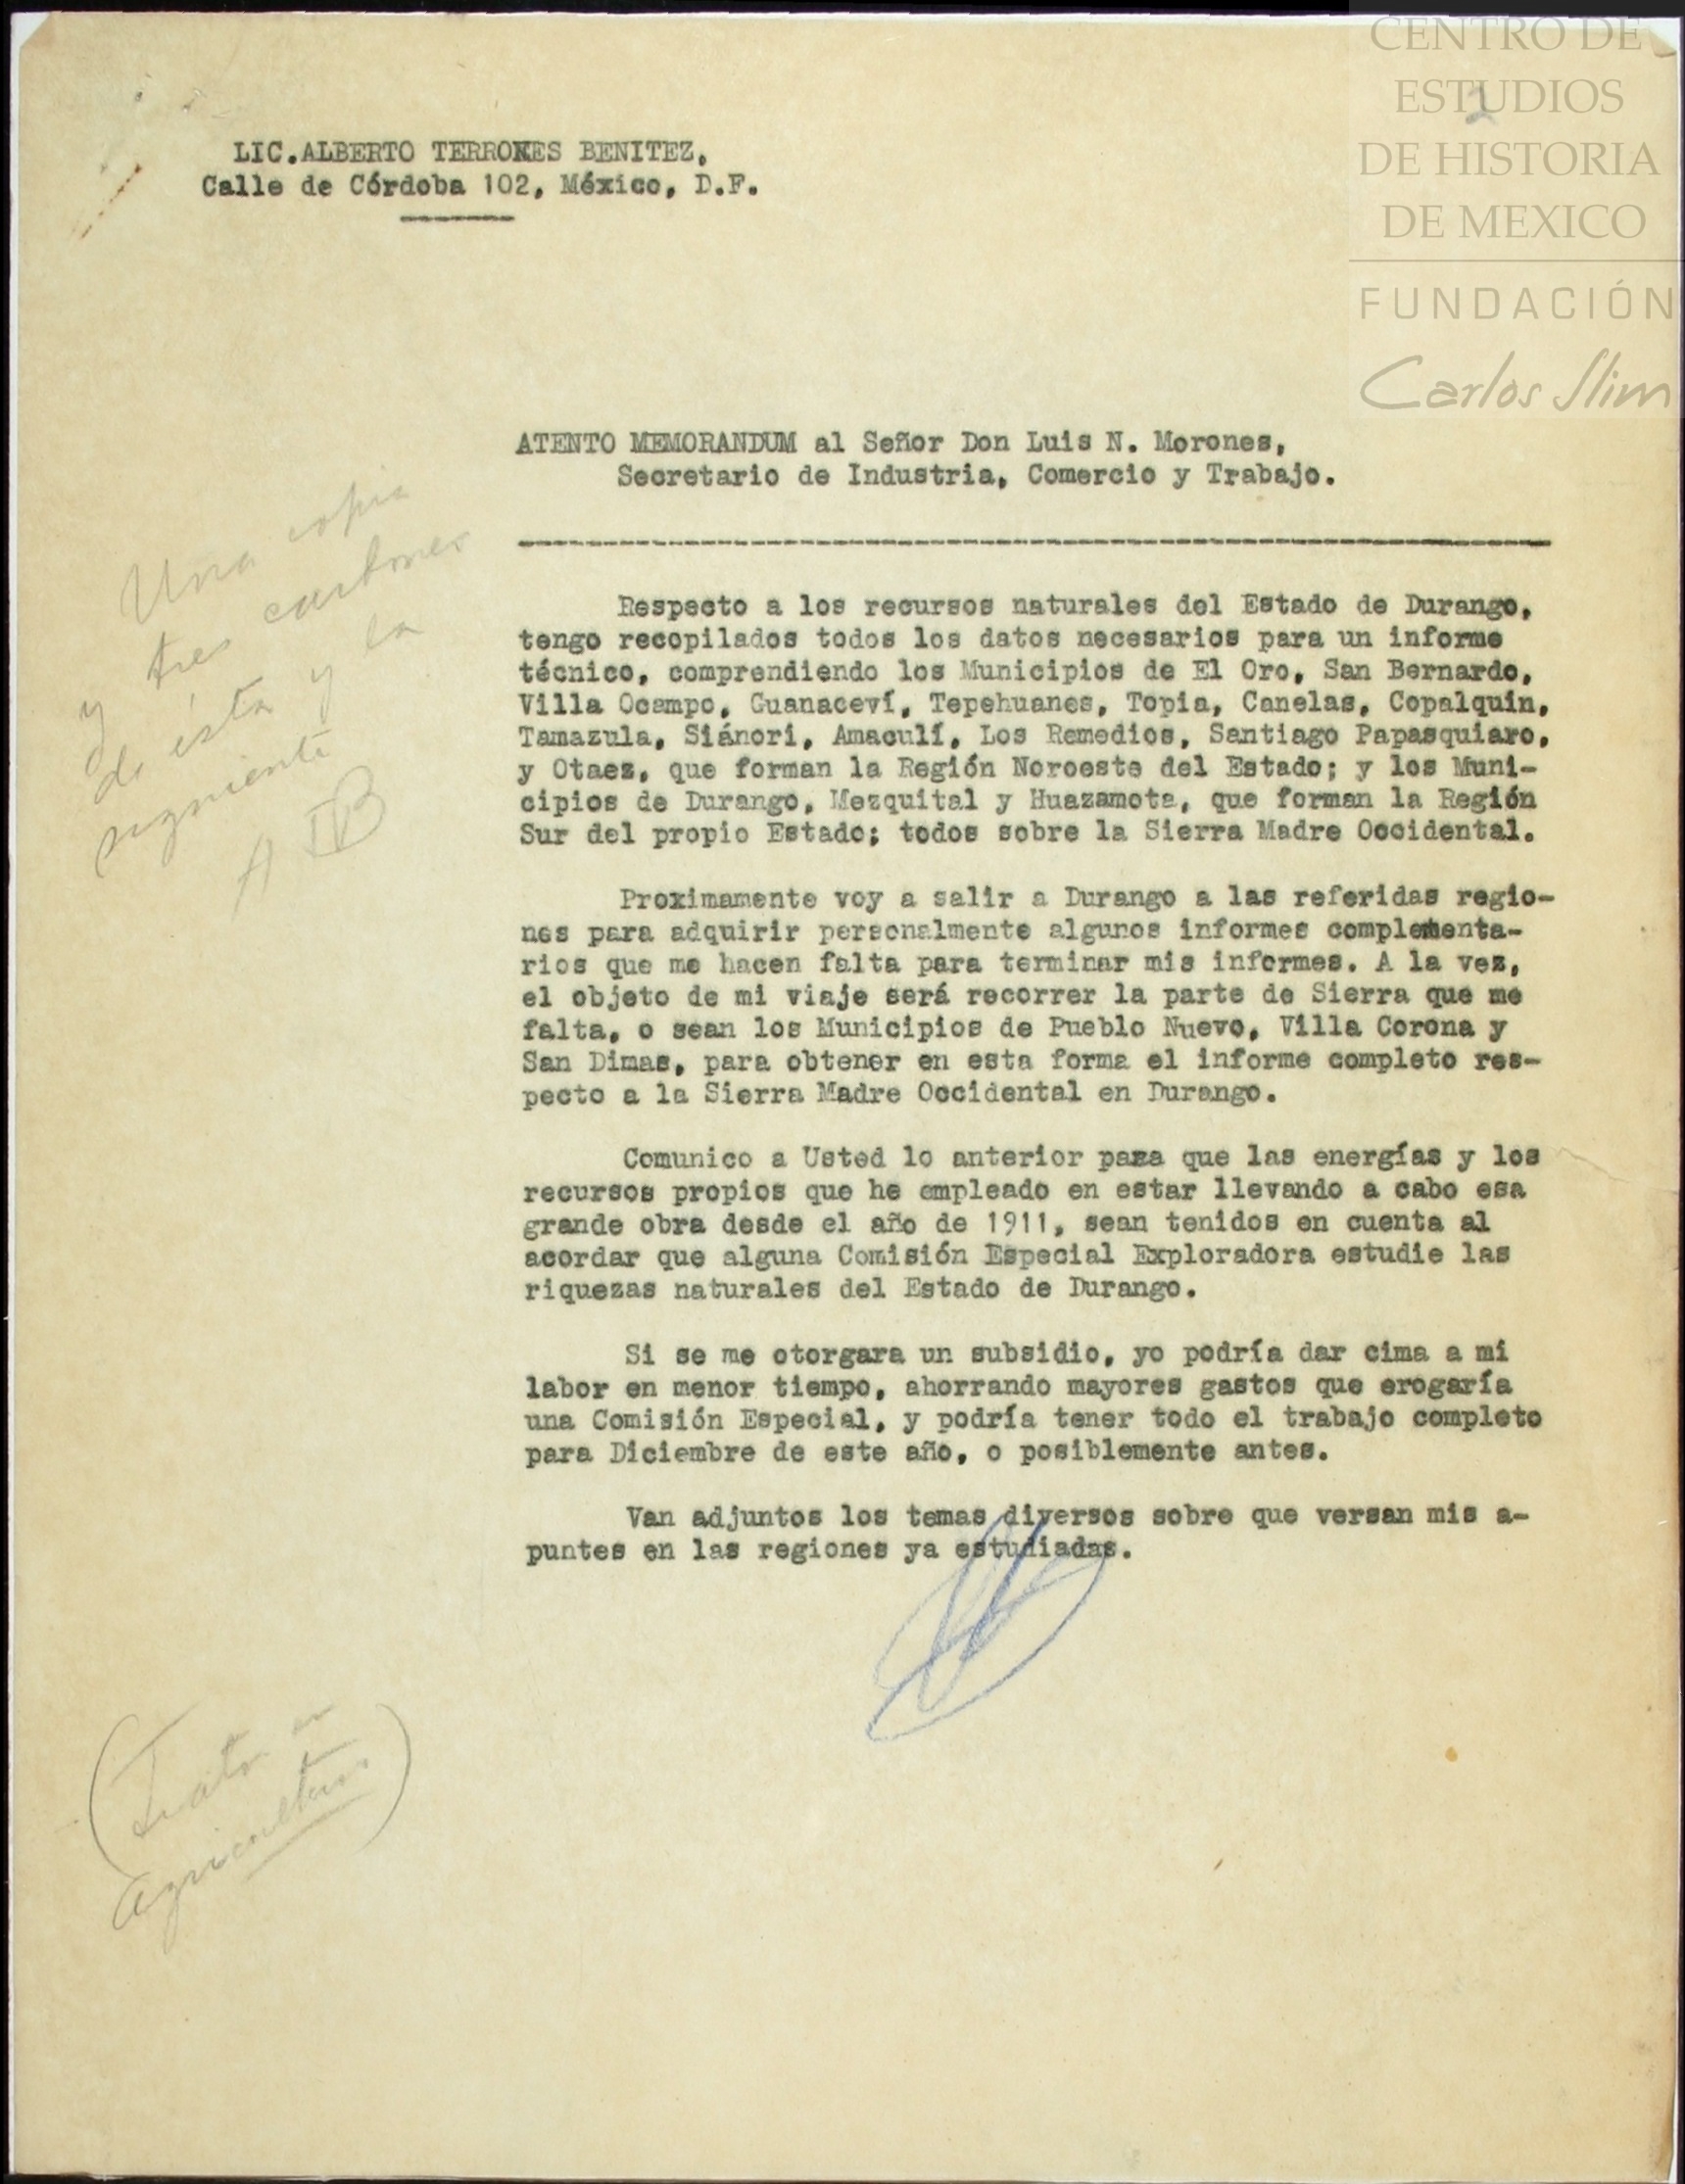 CENTRO DE
ESTUDIOS
DE HISTORIA
DE MEXICO
FUNDACIÓN
Carlos Slim
LIC.ALBERTO TERRONES BENITEZ,
Calle de Córdoba 102, México, D.F.
ATENTO MEMORANDUM al Señor Don Luis N. Morones,
Secretario de Industria, Comercio y Trabajo.
Una copia
y tres carbones
de ésta y la
siguiente
ATB
Respecto a los recursos naturales del Estado de Durango,
tengo recopilados todos los datos necesarios para un informe
técnico, comprendiendo los Municipios de El Oro, San Bernardo,
Villa Ocampo, Guanaceví, Tepehuanes, Topia, Canelas, Copalquin,
Tamazula, Siánori, Amaculí, Los Remedios, Santiago Papasquiaro,
y Otaez, que forman la Región Noroeste del Estado; y los Muni-
cipios de Durango, Mezquital y Huazamota, que forman la Región
Sur del propio Estado; todos sobre la Sierra Madre Occidental.
Proximamente voy a salir a Durango a las referidas regio-
nes para adquirir personalmente algunos informes complementa-
rios que me hacen falta para terminar mis informes. A la vez,
el objeto de mi viaje será recorrer la parte de Sierra que me
falta, o sean los Municipios de Pueblo Nuevo, Villa Corona y
San Dimas, para obtener en esta forma el informe completo res-
pecto a la Sierra Madre Occidental en Durango.
Comunico a Usted lo anterior para que las energías y los
recursos propios que he empleado en estar llevando a cabo esa
grande obra desde el año de 1911, sean tenidos en cuenta al
acordar que alguna Comisión Especial Exploradora estudie las
riquezas naturales del Estado de Durango.
Si se me otorgara un subsidio, yo podría dar cima a mi
labor en menor tiempo, ahorrando mayores gastos que erogaría
una Comisión Especial, y podría tener todo el trabajo completo
para Diciembre de este año, o posiblemente antes.
Van adjuntos los temas diversos sobre que versan mis a-
puntes en las regiones ya estudiadas.
(Trato en
Agricultura)